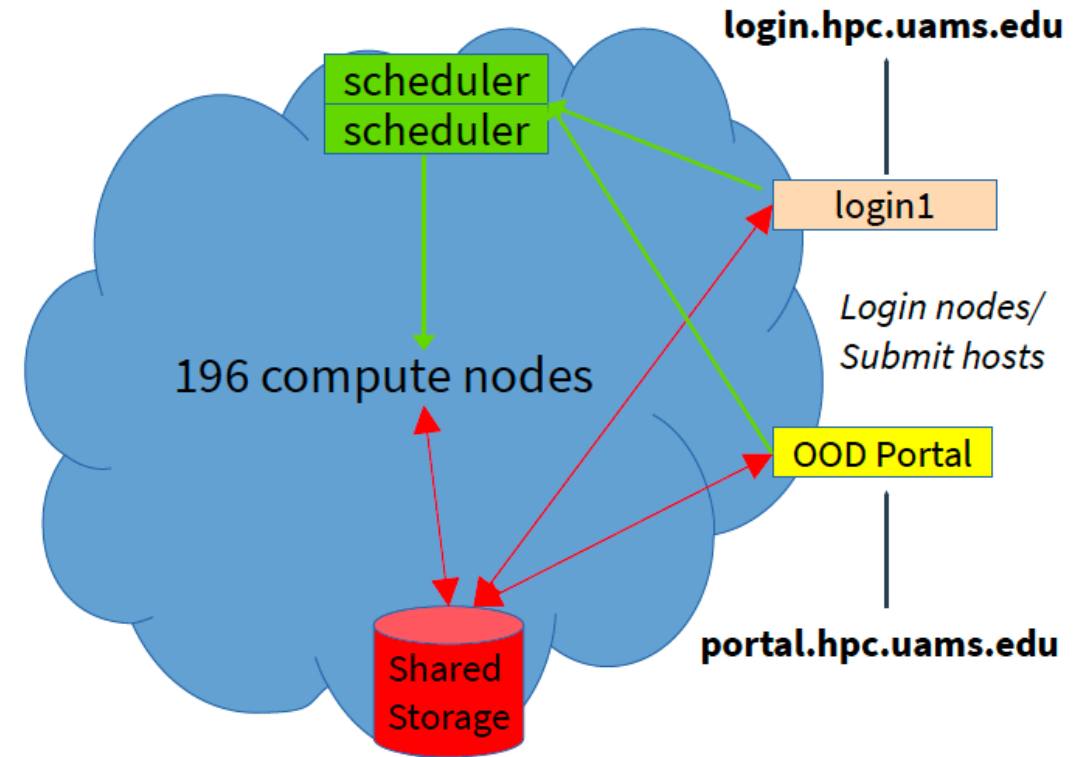 login.hpc.uams.edu
scheduler
scheduler
login1
Login nodes/
Submit hosts
196 compute nodes
OOD Portal
portal.hpc.uams.edu
Shared
Storage